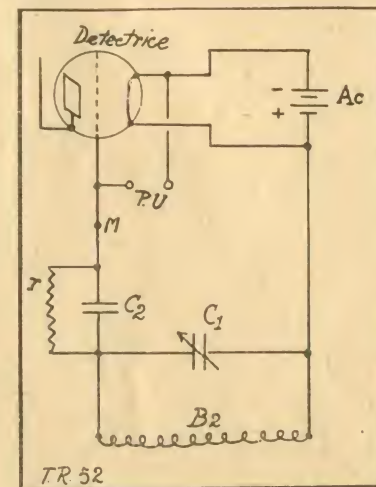 Detectrice
-
+ Ac
P.U
M
r
C2
C1
B2
T.R. 52